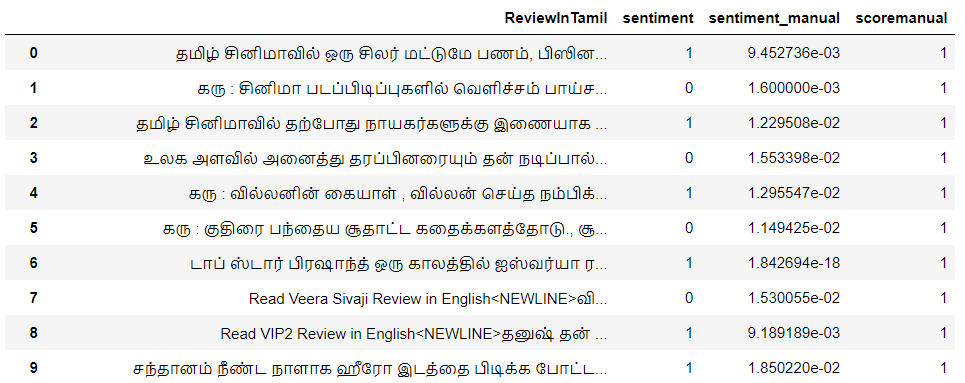 ReviewInTamil sentiment sentiment_manual scoremanual
0 தமிழ் சினிமாவில் ஒரு சிலர் மட்டுமே பணம், பிஸின... 1 9.452736e-03 1
1 கரு : சினிமா படப்பிடிப்புகளில் வெளிச்சம் பாய்ச... 0 1.600000e-03 1
2 தமிழ் சினிமாவில் தற்போது நாயகர்களுக்கு இணையாக ... 1 1.229508e-02 1
3 உலக அளவில் அனைத்து தரப்பினரையும் தன் நடிப்பால்... 0 1.553398e-02 1
4 கரு : வில்லனின் கையாள் , வில்லன் செய்த நம்பிக்... 1 1.295547e-02 1
5 கரு : குதிரை பந்தைய சூதாட்ட கதைக்களத்தோடு., சூ... 0 1.149425e-02 1
6 டாப் ஸ்டார் பிரஷாந்த் ஒரு காலத்தில் ஐஸ்வர்யா ர... 1 1.842694e-18 1
7 Read Veera Sivaji Review in English<NEWLINE>வி... 0 1.530055e-02 1
8 Read VIP2 Review in English<NEWLINE>தனுஷ் தன் ... 1 9.189189e-03 1
9 சந்தானம் நீண்ட நாளாக ஹீரோ இடத்தை பிடிக்க போட்ட... 1 1.850220e-02 1